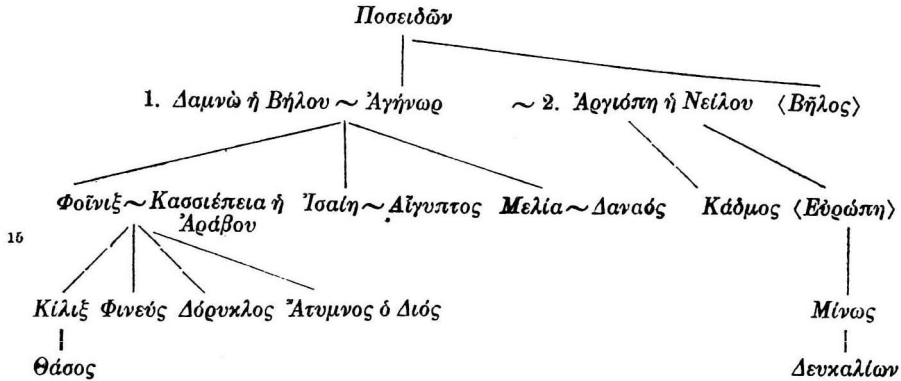 Ποσειδῶν
1. Δαμνὼ ἡ Βήλου ~ Ἀγήνωρ ~ 2. Ἀργιόπη ἡ Νείλου ⟨Βῆλος⟩
Φοῖνιξ ~ Κασσιέπεια ἡ Ἰσαίη ~ Αἴγυπτος Μελία ~ Δαναός Κάδμος ⟨Εὐρώπη⟩
Ἀράβου
15
Κίλιξ Φινεύς Δόρυκλος Ἄτυμνος ὁ Διός Μίνως
Θάσος Δευκαλίων